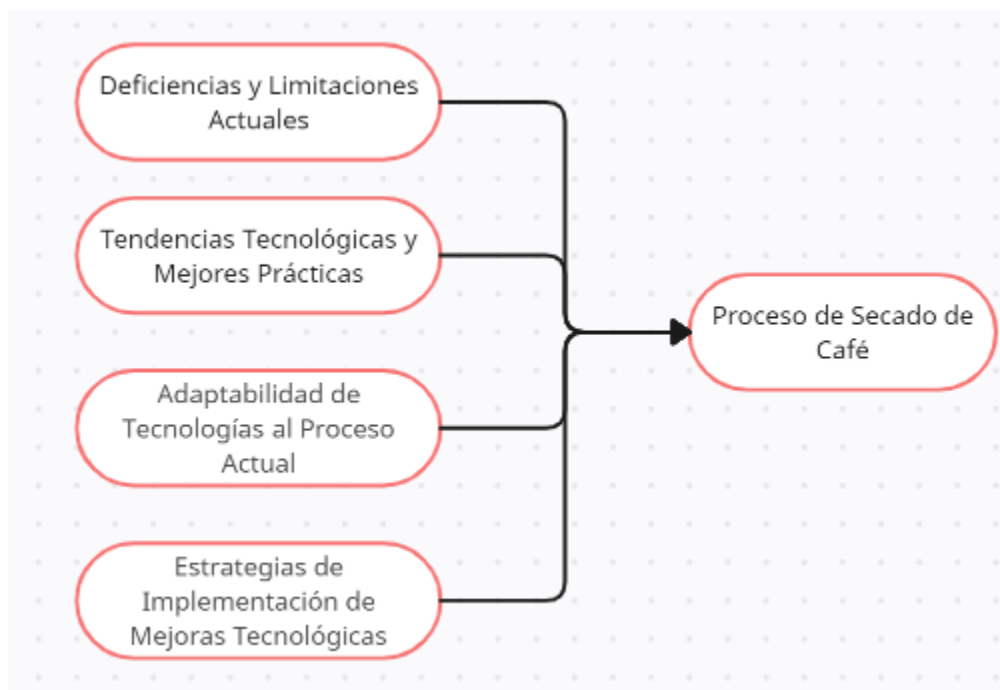 Deficiencias y Limitaciones
Actuales
Tendencias Tecnológicas y
Mejores Prácticas
Adaptabilidad de
Tecnologías al Proceso
Actual
Estrategias de
Implementación de
Mejoras Tecnológicas
Proceso de Secado de
Café